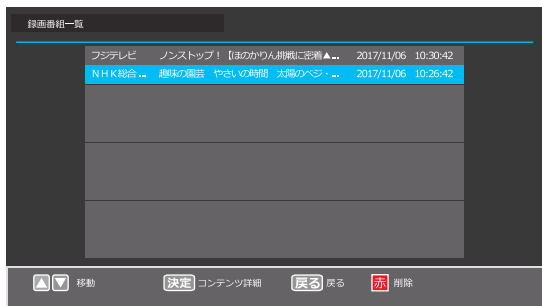 録画番組一覧
フジテレビ ノンストップ！【ほのかりん挑戦に密着▲... 2017/11/06 10:30:42
ＮＨＫ総合... 趣味の園芸　やさいの時間　太陽のベジ・... 2017/11/06 10:26:42
▲▼ 移動 決定 コンテンツ詳細 戻る 戻る 赤 削除